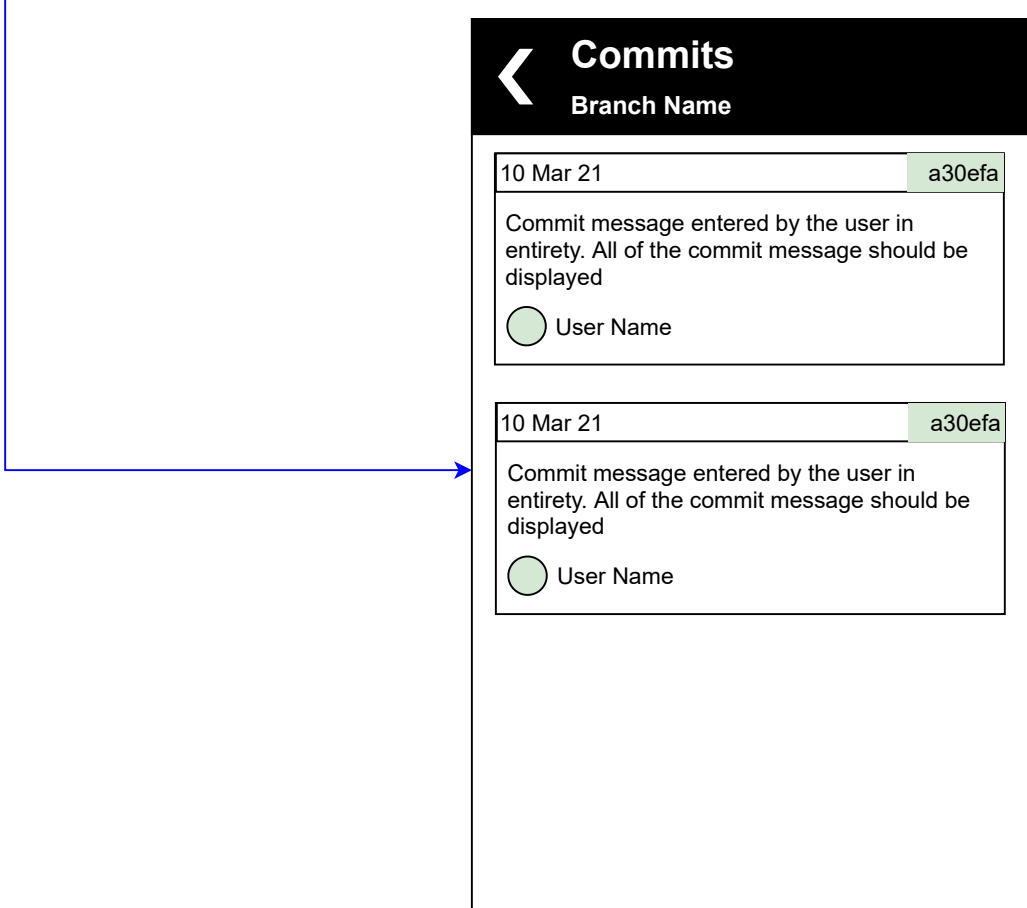 Commits
Branch Name
10 Mar 21 a30efa
Commit message entered by the user in
entirety. All of the commit message should be
displayed
User Name
10 Mar 21 a30efa
Commit message entered by the user in
entirety. All of the commit message should be
displayed
User Name